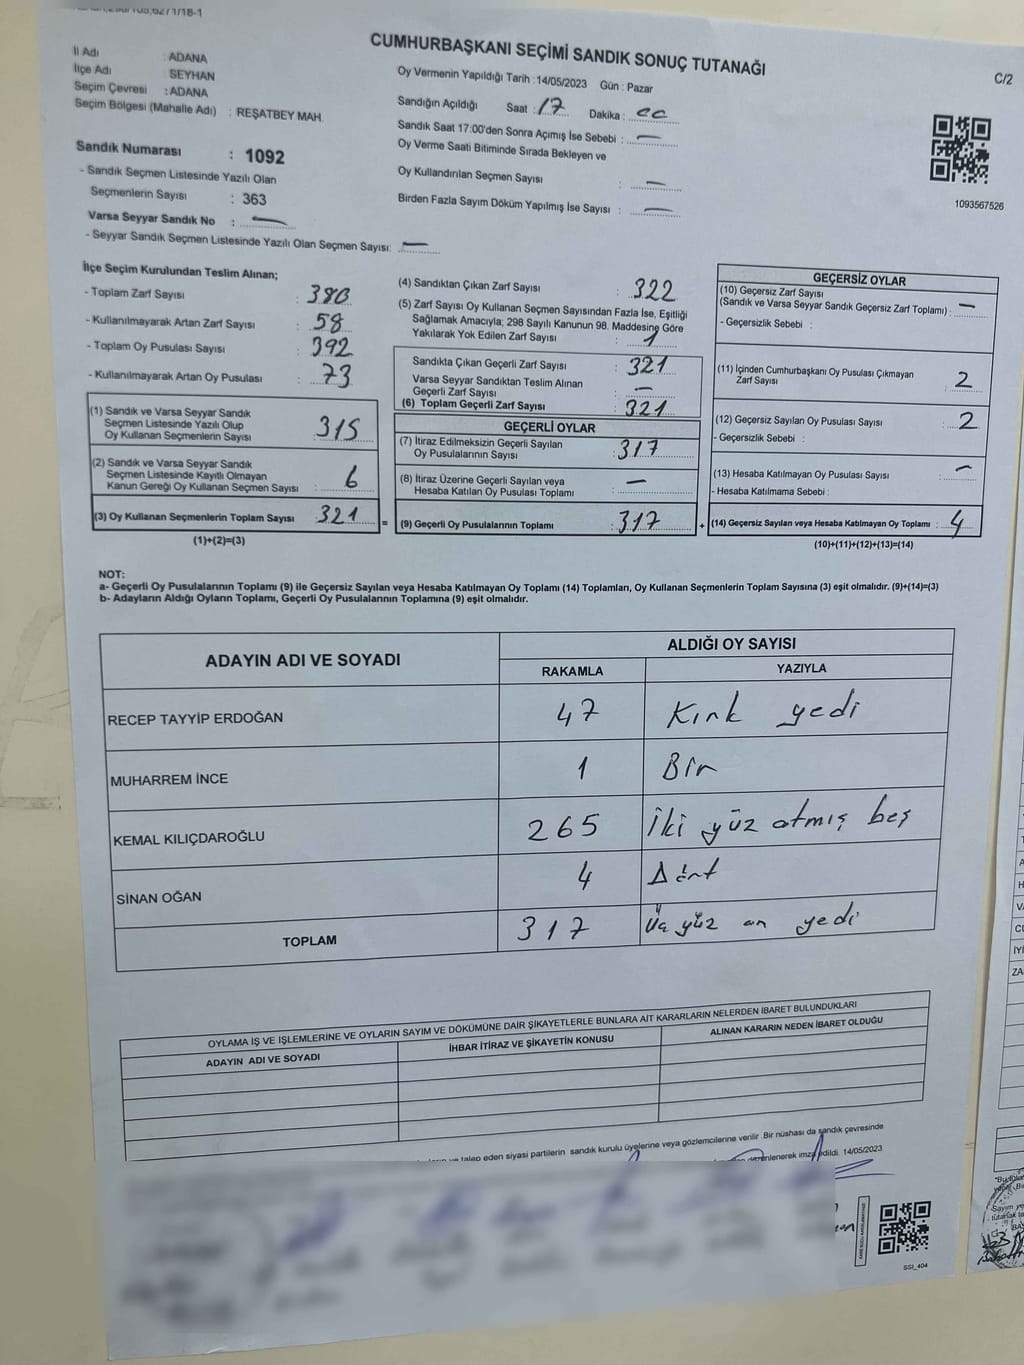 CUMHURBAŞKANI SEÇİMİ SANDIK SONUÇ TUTANAĞI
C/2
İl Adı : ADANA
İlçe Adı : SEYHAN
Seçim Çevresi : ADANA
Seçim Bölgesi (Mahalle Adı) : REŞATBEY MAH.
Sandık Numarası : 1092
- Sandık Seçmen Listesinde Yazılı Olan
Seçmenlerin Sayısı : 363
Varsa Seyyar Sandık No : —
- Seyyar Sandık Seçmen Listesinde Yazılı Olan Seçmen Sayısı: —
Oy Vermenin Yapıldığı Tarih : 14/05/2023 Gün : Pazar
Sandığın Açıldığı Saat : 17 Dakika :
Sandık Saat 17:00'den Sonra Açımış İse Sebebi : —
Oy Verme Saati Bitiminde Sırada Bekleyen ve
Oy Kullandırılan Seçmen Sayısı : —
Birden Fazla Sayım Döküm Yapılmış İse Sayısı : —
1093567526
İlçe Seçim Kurulundan Teslim Alınan;
- Toplam Zarf Sayısı : 380
- Kullanılmayarak Artan Zarf Sayısı : 58
- Toplam Oy Pusulası Sayısı : 392
- Kullanılmayarak Artan Oy Pusulası : 73
(1) Sandık ve Varsa Seyyar Sandık
Seçmen Listesinde Yazılı Olup
Oy Kullanan Seçmenlerin Sayısı : 315
(2) Sandık ve Varsa Seyyar Sandık
Seçmen Listesinde Kayıtlı Olmayan
Kanun Gereği Oy Kullanan Seçmen Sayısı : 6
(3) Oy Kullanan Seçmenlerin Toplam Sayısı : 321
(1)+(2)=(3)
(4) Sandıktan Çıkan Zarf Sayısı : 322
(5) Zarf Sayısı Oy Kullanan Seçmen Sayısından Fazla İse, Eşitliği
Sağlamak Amacıyla; 298 Sayılı Kanunun 98. Maddesine Göre
Yakılarak Yok Edilen Zarf Sayısı : 1
Sandıkta Çıkan Geçerli Zarf Sayısı : 321
Varsa Seyyar Sandıktan Teslim Alınan
Geçerli Zarf Sayısı : —
(6) Toplam Geçerli Zarf Sayısı : 321
GEÇERLİ OYLAR
(7) İtiraz Edilmeksizin Geçerli Sayılan
Oy Pusulalarının Sayısı : 317
(8) İtiraz Üzerine Geçerli Sayılan veya
Hesaba Katılan Oy Pusulası Toplamı : —
= (9) Geçerli Oy Pusulalarının Toplamı : 317
GEÇERSİZ OYLAR
(10) Geçersiz Zarf Sayısı
(Sandık ve Varsa Seyyar Sandık Geçersiz Zarf Toplamı) : —
- Geçersizlik Sebebi :
(11) İçinden Cumhurbaşkanı Oy Pusulası Çıkmayan
Zarf Sayısı : 2
(12) Geçersiz Sayılan Oy Pusulası Sayısı : 2
- Geçersizlik Sebebi :
(13) Hesaba Katılmayan Oy Pusulası Sayısı : —
- Hesaba Katılmama Sebebi :
+ (14) Geçersiz Sayılan veya Hesaba Katılmayan Oy Toplamı : 4
(10)+(11)+(12)+(13)=(14)
NOT:
a- Geçerli Oy Pusulalarının Toplamı (9) ile Geçersiz Sayılan veya Hesaba Katılmayan Oy Toplamı (14) Toplamları, Oy Kullanan Seçmenlerin Toplam Sayısına (3) eşit olmalıdır. (9)+(14)=(3)
b- Adayların Aldığı Oyların Toplamı, Geçerli Oy Pusulalarının Toplamına (9) eşit olmalıdır.
ADAYIN ADI VE SOYADI
ALDIĞI OY SAYISI
RAKAMLA YAZIYLA
RECEP TAYYİP ERDOĞAN 47 Kırk yedi
MUHARREM İNCE 1 Bir
KEMAL KILIÇDAROĞLU 265 İki yüz atmış beş
SİNAN OĞAN 4 Dört
TOPLAM 317 Üç yüz on yedi
OYLAMA İŞ VE İŞLEMLERİNE VE OYLARIN SAYIM VE DÖKÜMÜNE DAİR ŞİKAYETLERLE BUNLARA AİT KARARLARIN NELERDEN İBARET BULUNDUKLARI
ADAYIN ADI VE SOYADI
İHBAR İTİRAZ VE ŞİKAYETİN KONUSU
ALINAN KARARIN NEDEN İBARET OLDUĞU
talep eden siyasi partilerin sandık kurulu üyelerine veya gözlemcilerine verilir .Bir nüshası da sandık çevresinde
düzenlenerek imza edildi. 14/05/2023
SSI_404